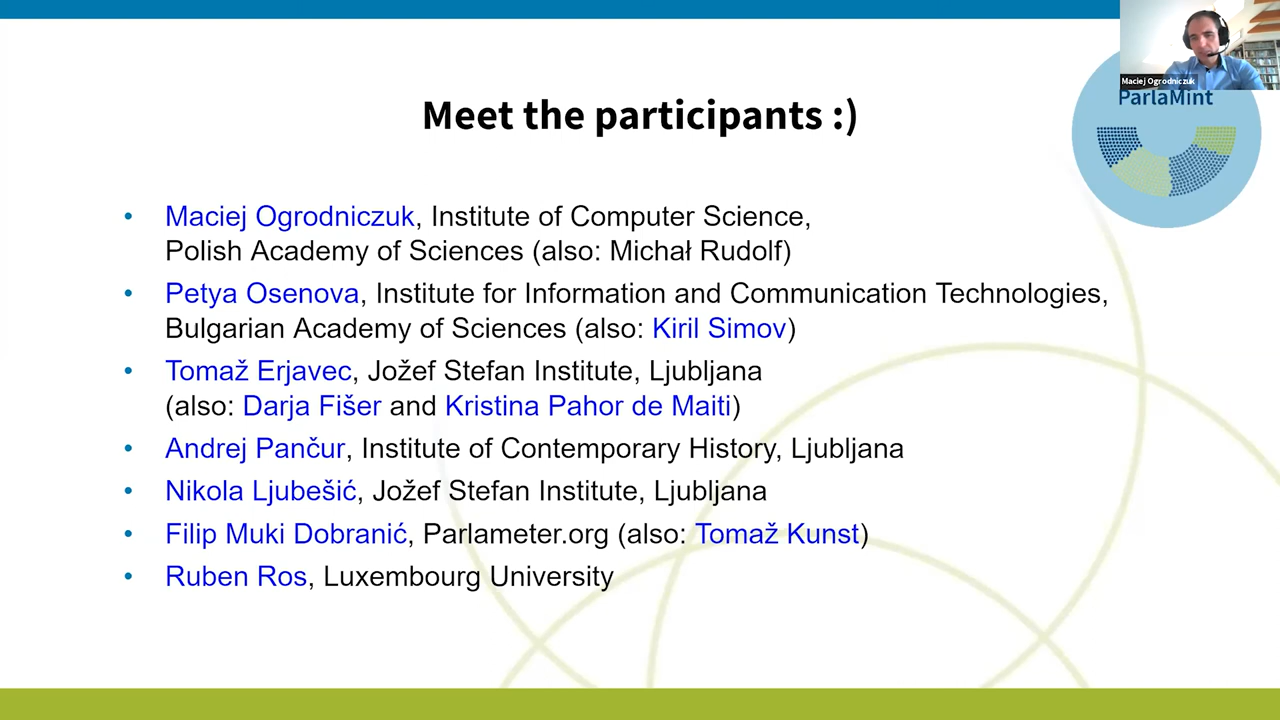 Maciej Ogrodniczuk
ParlaMint
Meet the participants :)
• Maciej Ogrodniczuk, Institute of Computer Science,
Polish Academy of Sciences (also: Michał Rudolf)
• Petya Osenova, Institute for Information and Communication Technologies,
Bulgarian Academy of Sciences (also: Kiril Simov)
• Tomaž Erjavec, Jožef Stefan Institute, Ljubljana
(also: Darja Fišer and Kristina Pahor de Maiti)
• Andrej Pančur, Institute of Contemporary History, Ljubljana
• Nikola Ljubešić, Jožef Stefan Institute, Ljubljana
• Filip Muki Dobranić, Parlameter.org (also: Tomaž Kunst)
• Ruben Ros, Luxembourg University